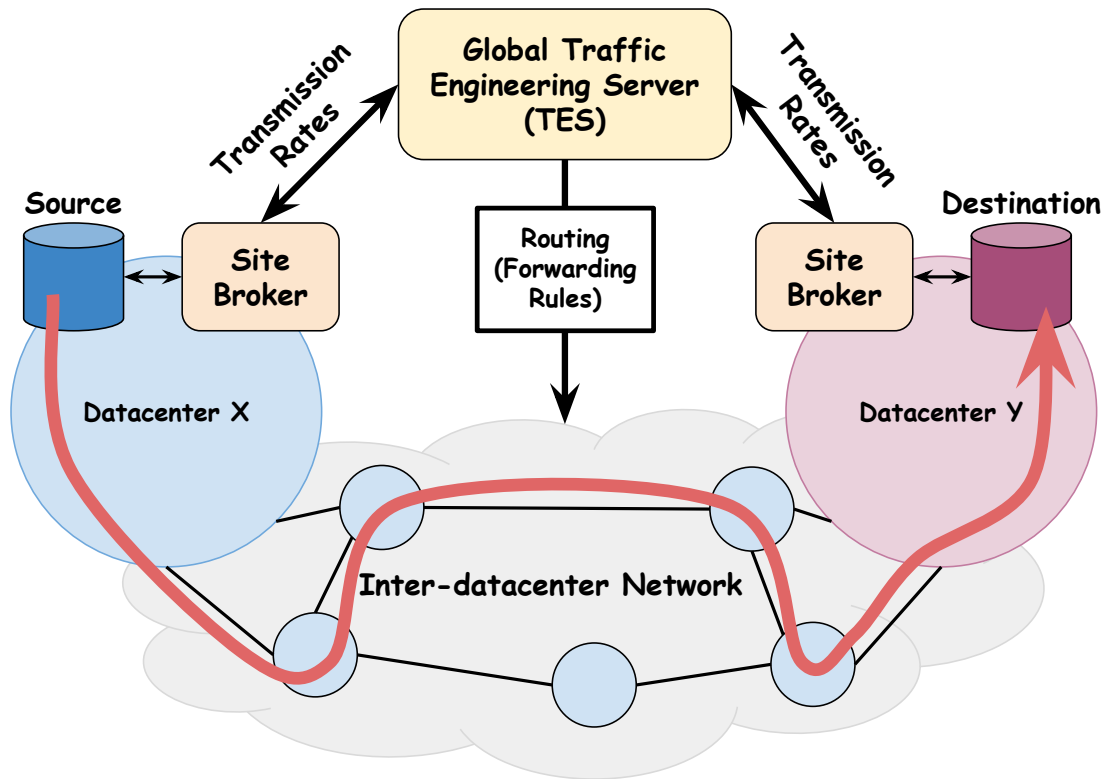 Global Traffic
Engineering Server
(TES)
Transmission
Rates
Transmission
Rates
Source
Destination
Site
Broker
Routing
(Forwarding
Rules)
Site
Broker
Datacenter X
Datacenter Y
Inter-datacenter Network